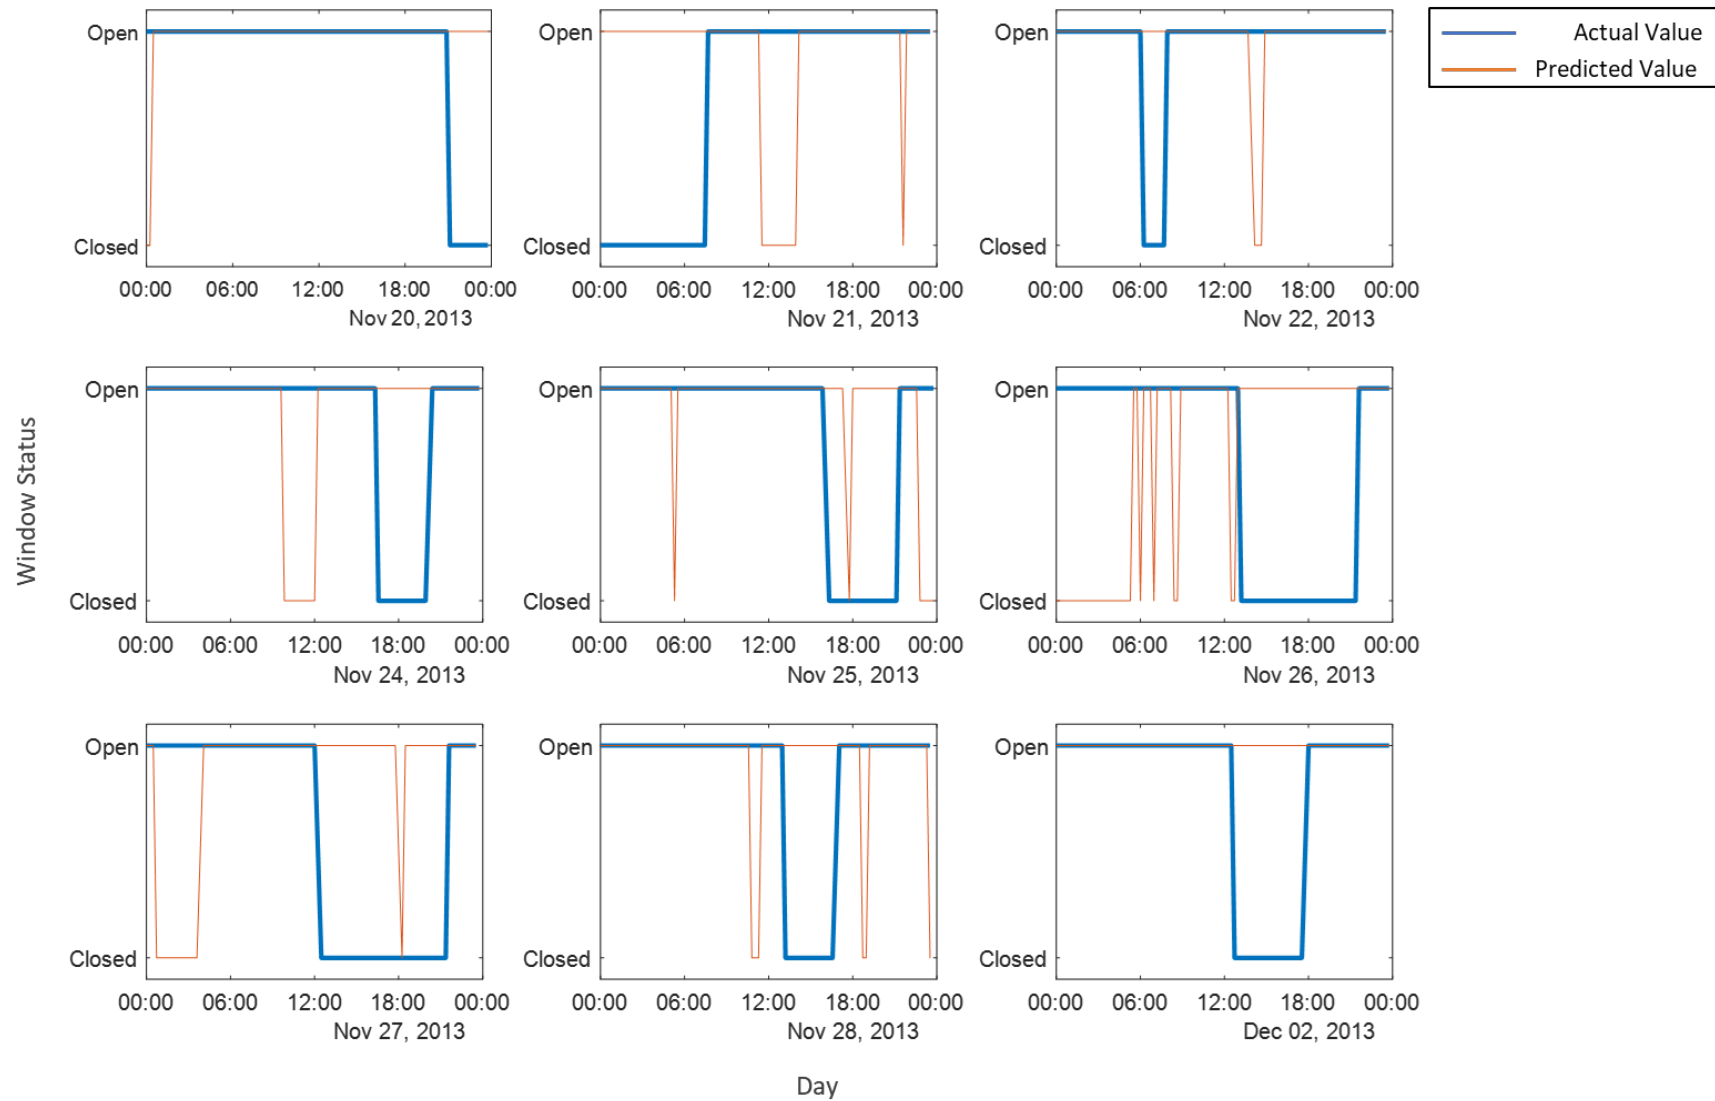 Actual Value
Predicted Value
Open
Closed
00:00 06:00 12:00 18:00 00:00
Nov 20, 2013
Open
Closed
00:00 06:00 12:00 18:00 00:00
Nov 21, 2013
Open
Closed
00:00 06:00 12:00 18:00 00:00
Nov 22, 2013
Window Status
Open
Closed
00:00 06:00 12:00 18:00 00:00
Nov 24, 2013
Open
Closed
00:00 06:00 12:00 18:00 00:00
Nov 25, 2013
Open
Closed
00:00 06:00 12:00 18:00 00:00
Nov 26, 2013
Open
Closed
00:00 06:00 12:00 18:00 00:00
Nov 27, 2013
Open
Closed
00:00 06:00 12:00 18:00 00:00
Nov 28, 2013
Open
Closed
00:00 06:00 12:00 18:00 00:00
Dec 02, 2013
Day